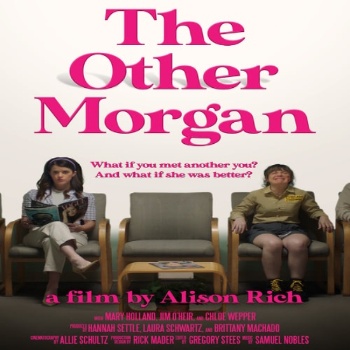 The
Other
Morgan
What if you met another you?
And what if she was better?
a film by Alison Rich
MARY HOLLAND, JIM O'HEIR, AND CHLOE WEPPER
HANNAH SETTLE, LAURA SCHWARTZ, AND BRITTANY MACHADO
ALLIE SCHULTZ RICK MADER GREGORY STEES SAMUEL NOBLES